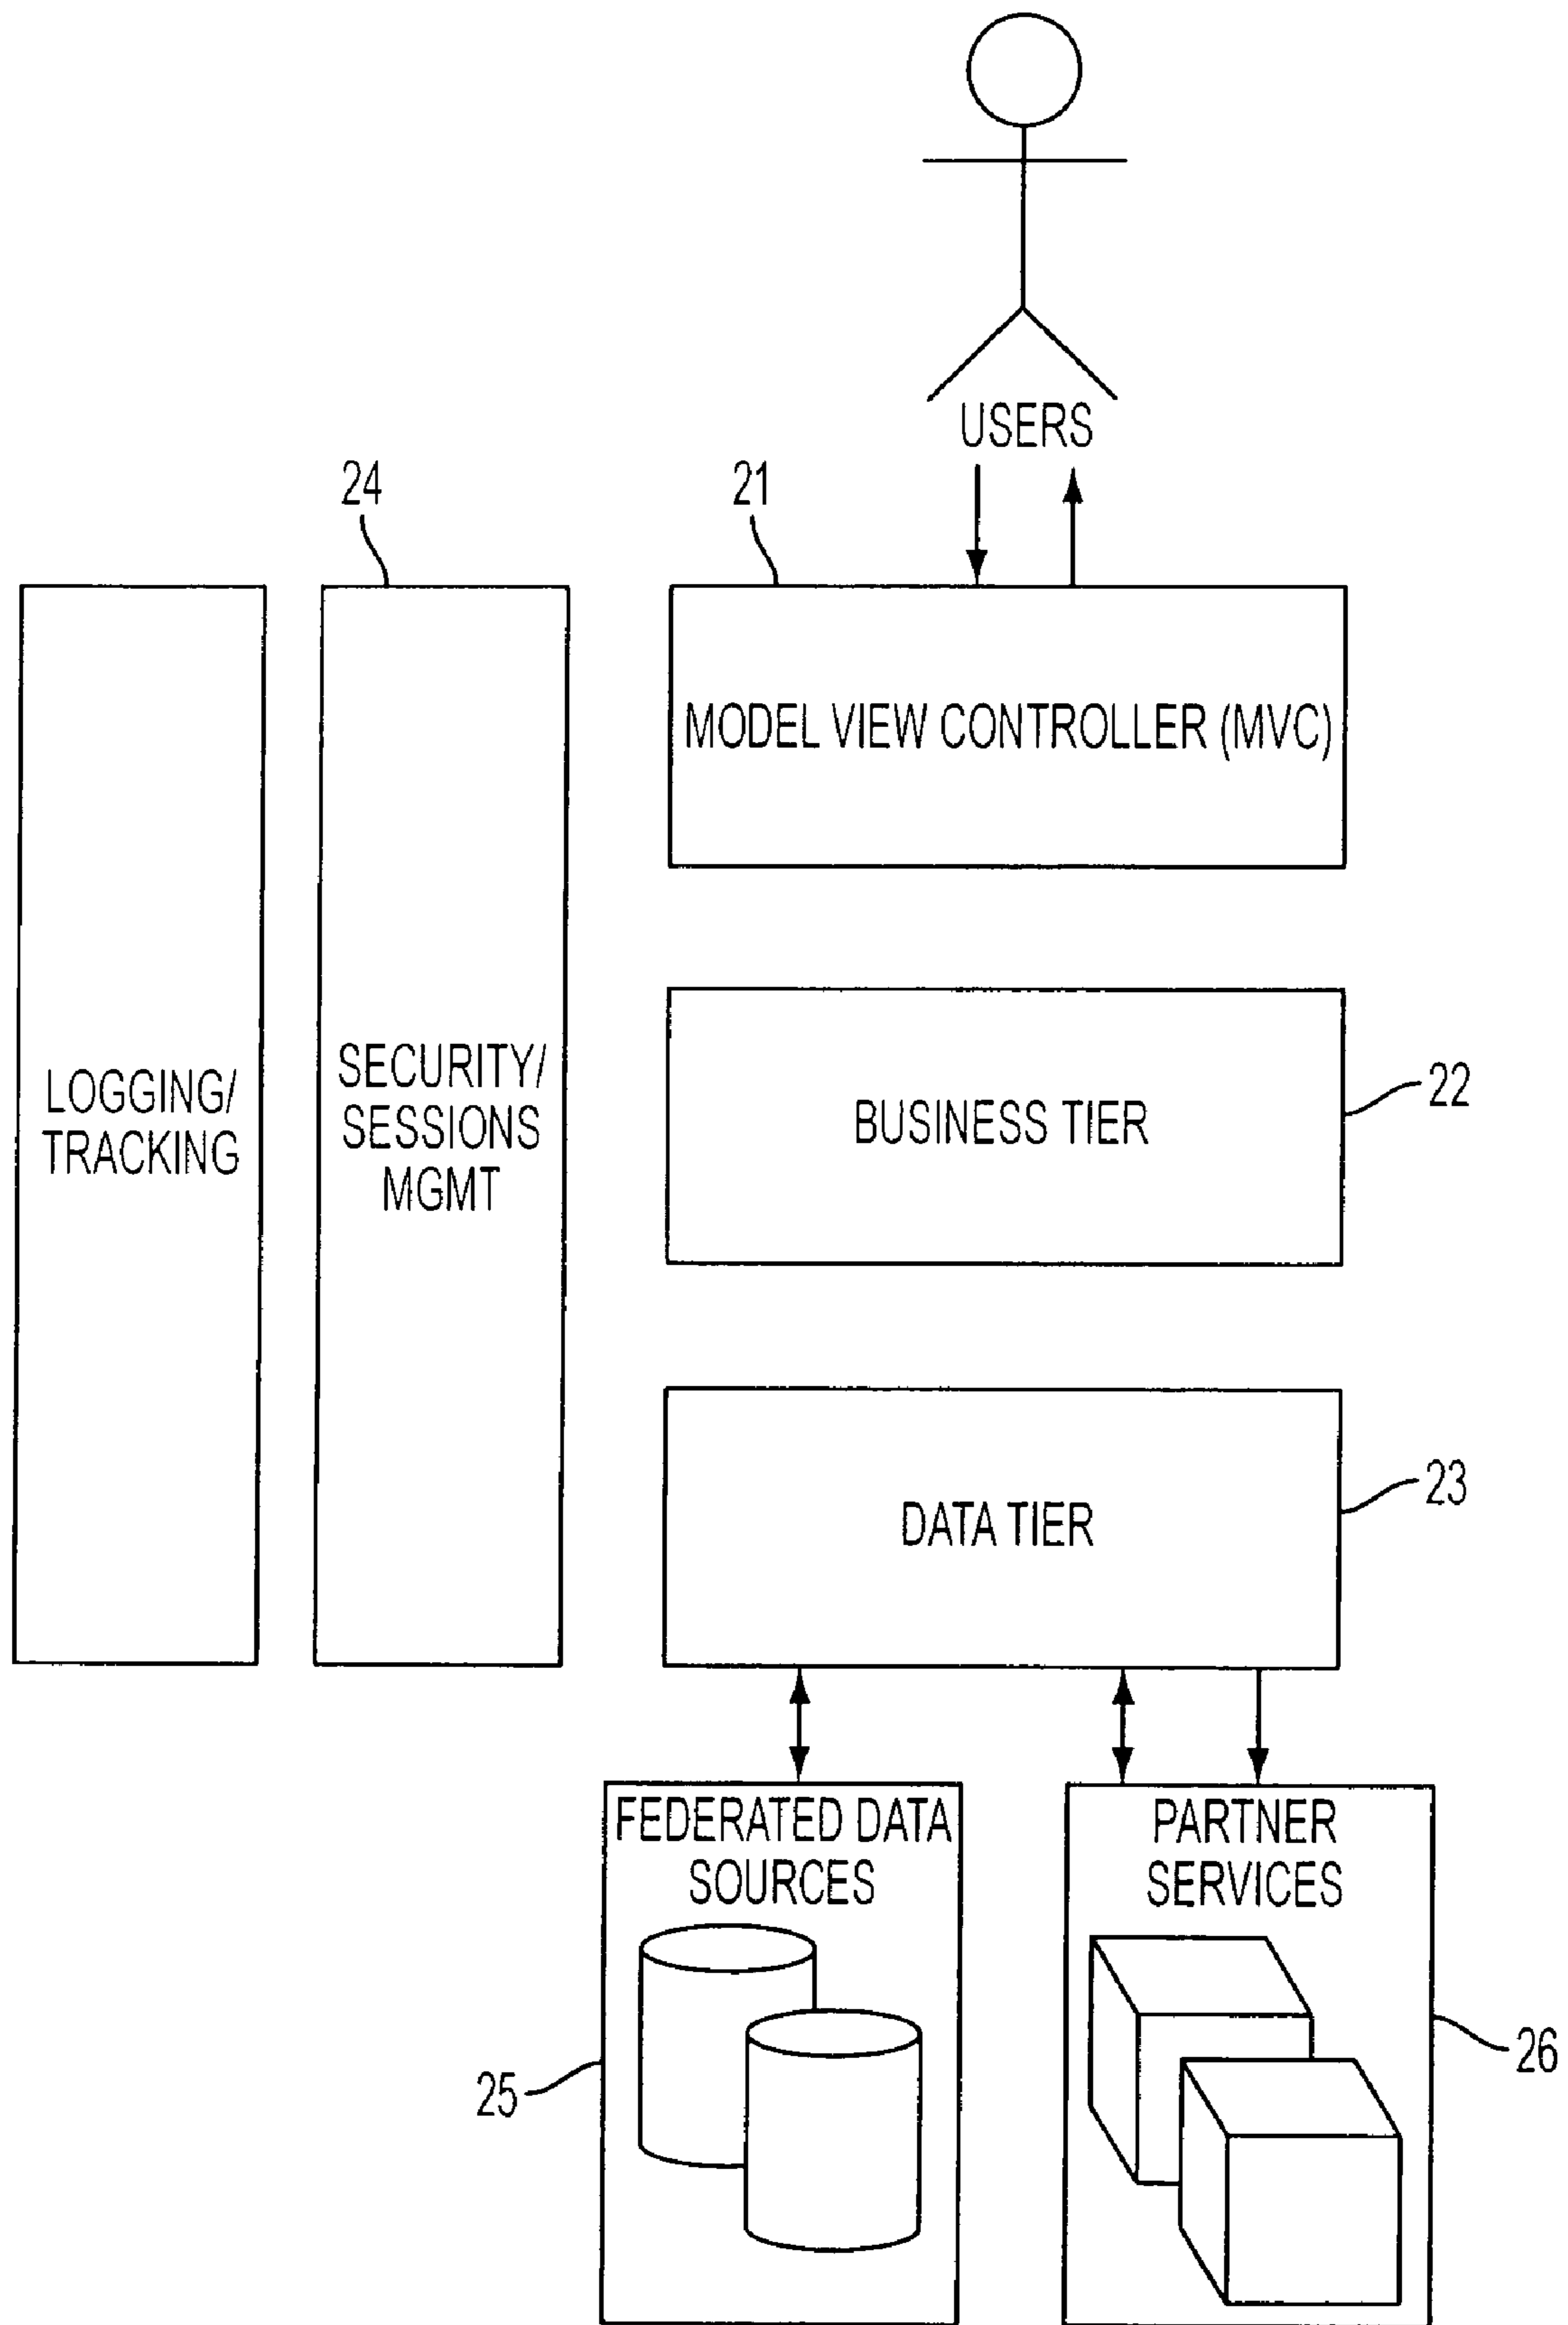 USERS
24
21
MODEL VIEW CONTROLLER (MVC)
LOGGING/
TRACKING
SECURITY/
SESSIONS
MGMT
BUSINESS TIER
22
DATA TIER
23
FEDERATED DATA
SOURCES
PARTNER
SERVICES
25
26